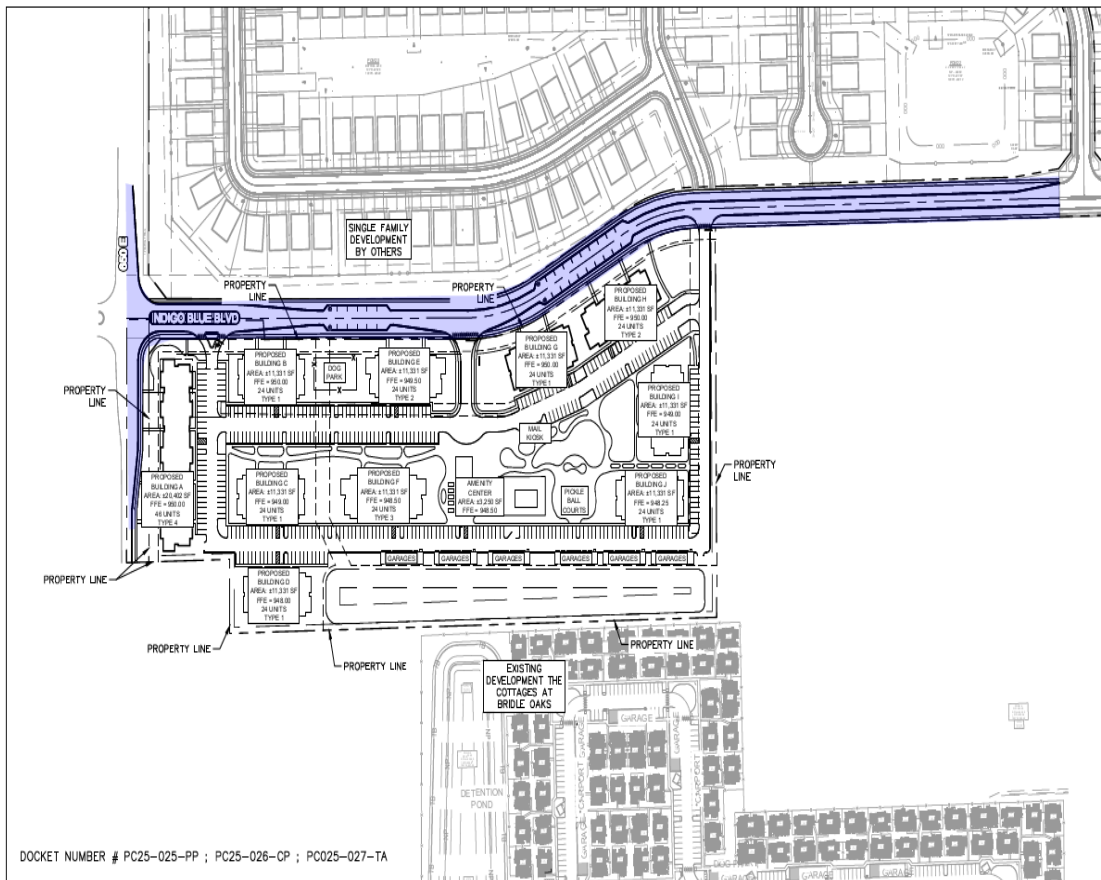 SINGLE FAMILY
DEVELOPMENT
BY OTHERS
PROPERTY
LINE
PROPERTY
LINE
INDIGO BLUE BLVD
PROPOSED
BUILDING H
AREA: ±11,331 SF
FFE = 950.00
24 UNITS
TYPE 2
PROPOSED
BUILDING G
AREA: ±11,331 SF
FFE = 950.00
24 UNITS
TYPE 1
PROPOSED
BUILDING B
AREA: ±11,331 SF
FFE = 950.00
24 UNITS
TYPE 1
DOG
PARK
PROPOSED
BUILDING E
AREA: ±11,331 SF
FFE = 949.50
24 UNITS
TYPE 2
PROPERTY
LINE
PROPOSED
BUILDING I
AREA: ±11,331 SF
FFE = 949.00
24 UNITS
TYPE 1
MAIL
KIOSK
PROPERTY
LINE
PROPOSED
BUILDING A
AREA: ±20,402 SF
FFE = 950.00
46 UNITS
TYPE 4
PROPOSED
BUILDING C
AREA: ±11,331 SF
FFE = 949.00
24 UNITS
TYPE 1
PROPOSED
BUILDING F
AREA: ±11,331 SF
FFE = 948.50
24 UNITS
TYPE 3
AMENITY
CENTER
AREA: ±3,250 SF
FFE = 948.50
PICKLE
BALL
COURTS
PROPOSED
BUILDING J
AREA: ±11,331 SF
FFE = 948.25
24 UNITS
TYPE 1
GARAGES
GARAGES
GARAGES
GARAGES
GARAGES
GARAGES
PROPERTY LINE
PROPOSED
BUILDING D
AREA: ±11,331 SF
FFE = 948.00
24 UNITS
TYPE 1
PROPERTY LINE
PROPERTY LINE
PROPERTY LINE
EXISTING
DEVELOPMENT THE
COTTAGES AT
BRIDLE OAKS
GARAGE
GARAGE
GARAGE
CARPORT
GARAGE
CARPORT
DETENTION
POND
DOG PARK
GARAGE
GARAGE
GARAGE
DOCKET NUMBER # PC25-025-PP ; PC25-026-CP ; PC025-027-TA